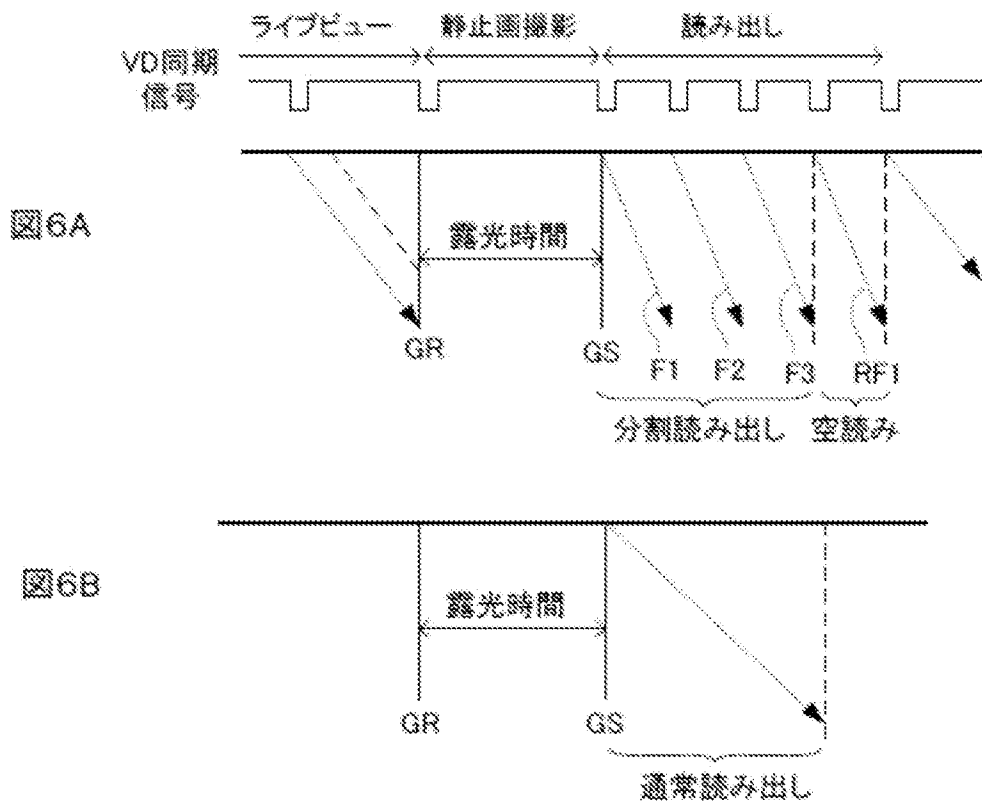 ライブビュー 静止画撮影 読み出し
VD同期
信号
図6A
露光時間
GR GS F1 F2 F3 RF1
分割読み出し 空読み
図6B
露光時間
GR GS
通常読み出し